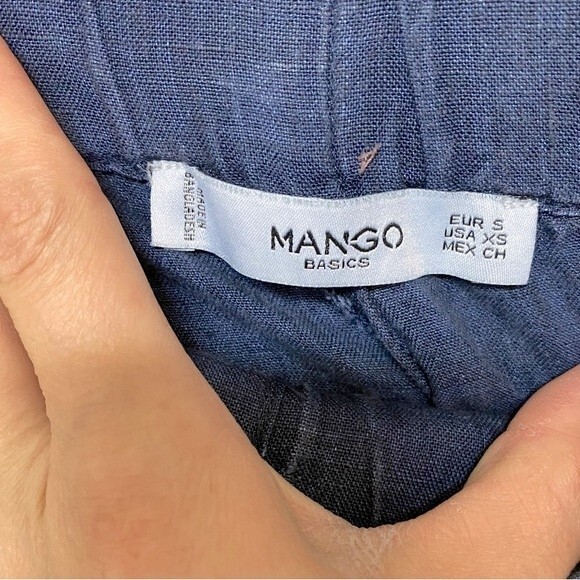 MADE IN
BANGLADESH
MANGO
BASICS
EUR S
USA XS
MEX CH